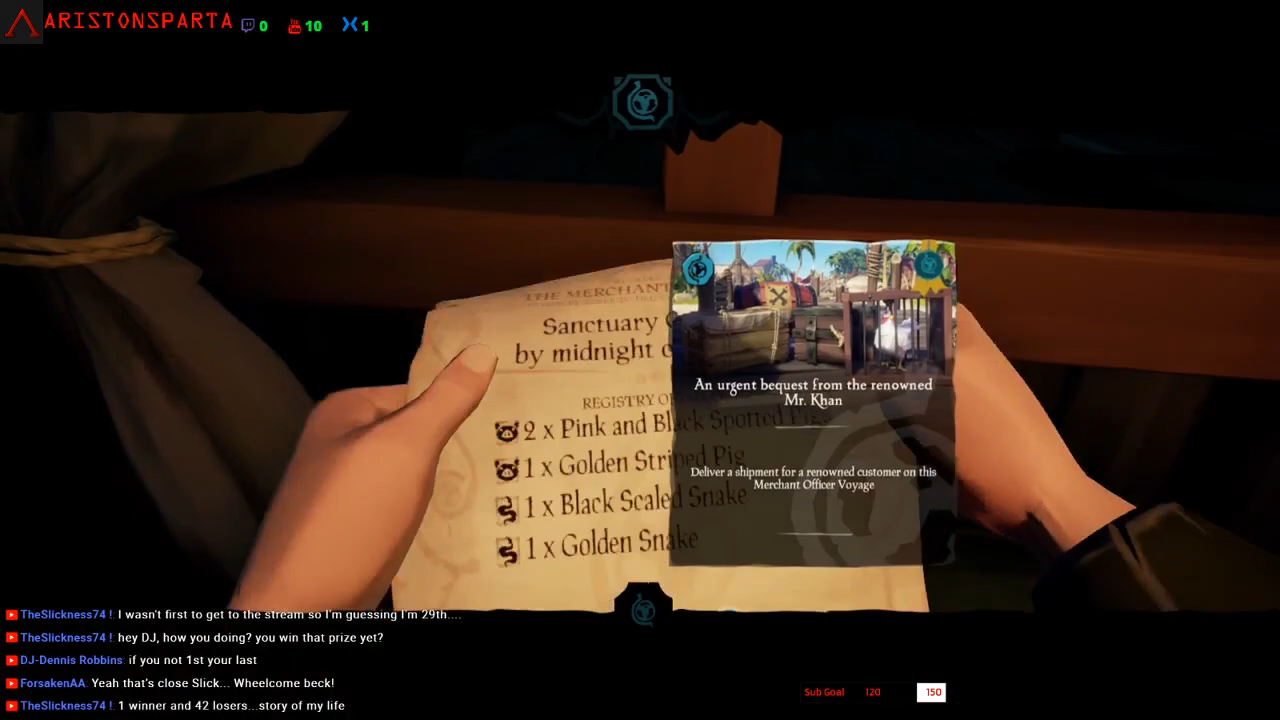 ARISTONSPARTA 0 10 1
THE MERCHANT
Sanctuary
by midnight
REGISTRY
2 x Pink and Black Spotted Pigs
1 x Golden Striped Pig
1 x Black Scaled Snake
1 x Golden Snake
An urgent bequest from the renowned
Mr. Khan
Deliver a shipment for a renowned customer on this
Merchant Officer Voyage
TheSlickness74 !: I wasn't first to get to the stream so I'm guessing I'm 29th....
TheSlickness74 !: hey DJ, how you doing? you win that prize yet?
DJ-Dennis Robbins: if you not 1st your last
ForsakenAA: Yeah that's close Slick... Wheelcome beck!
TheSlickness74 !: 1 winner and 42 losers...story of my life
Sub Goal 120 150